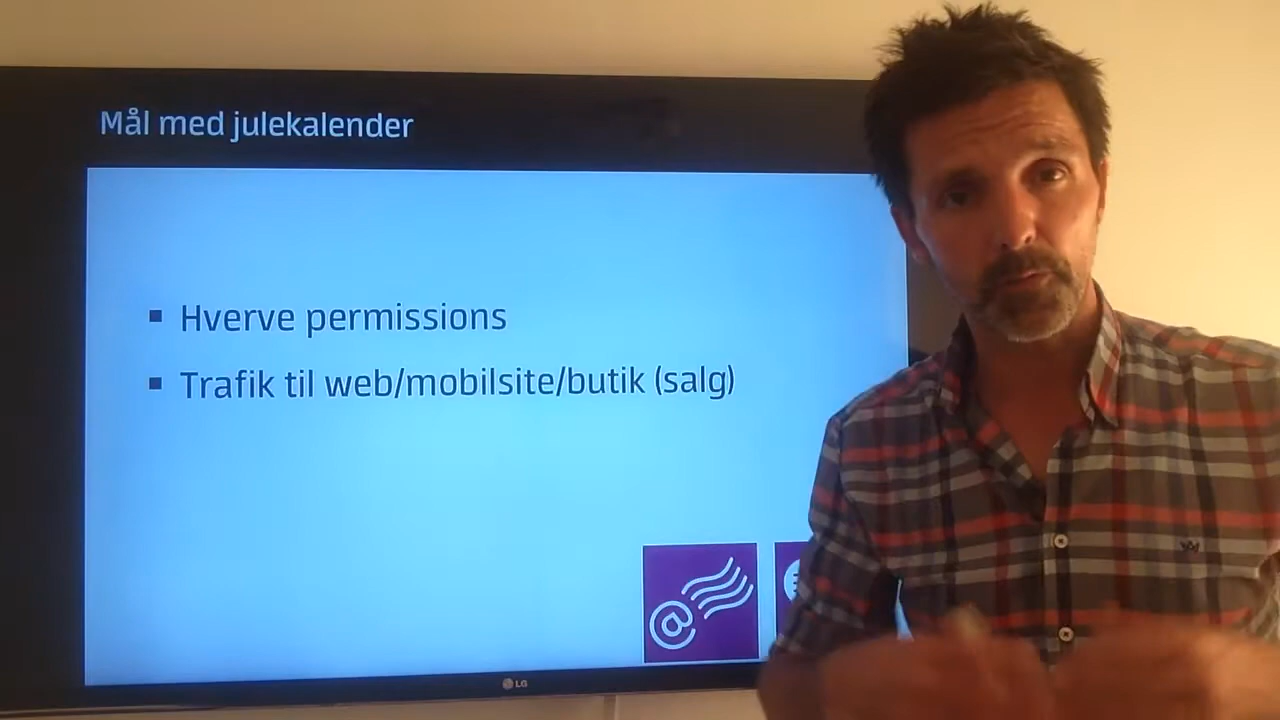 Mål med julekalender
Hverve permissions
Trafik til web/mobilsite/butik (salg)
@
LG